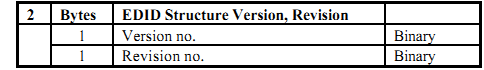 2 Bytes EDID Structure Version, Revision
1 Version no. Binary
1 Revision no. Binary